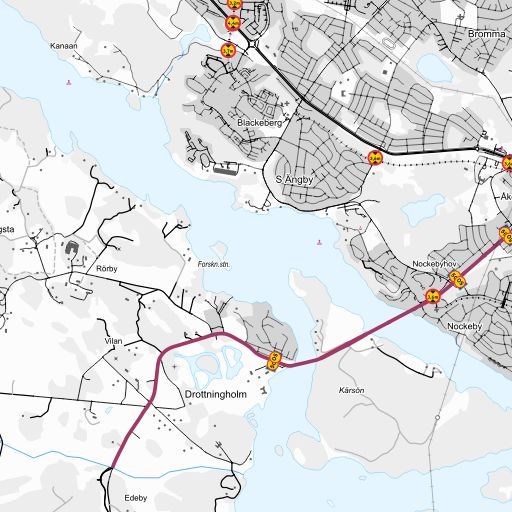 Bromma
Kanaan
Blackeberg
S Ängby
Nockebyhov
Forskn.stn.
Rörby
Nockeby
Vilan
Kärsön
Drottningholm
Edeby